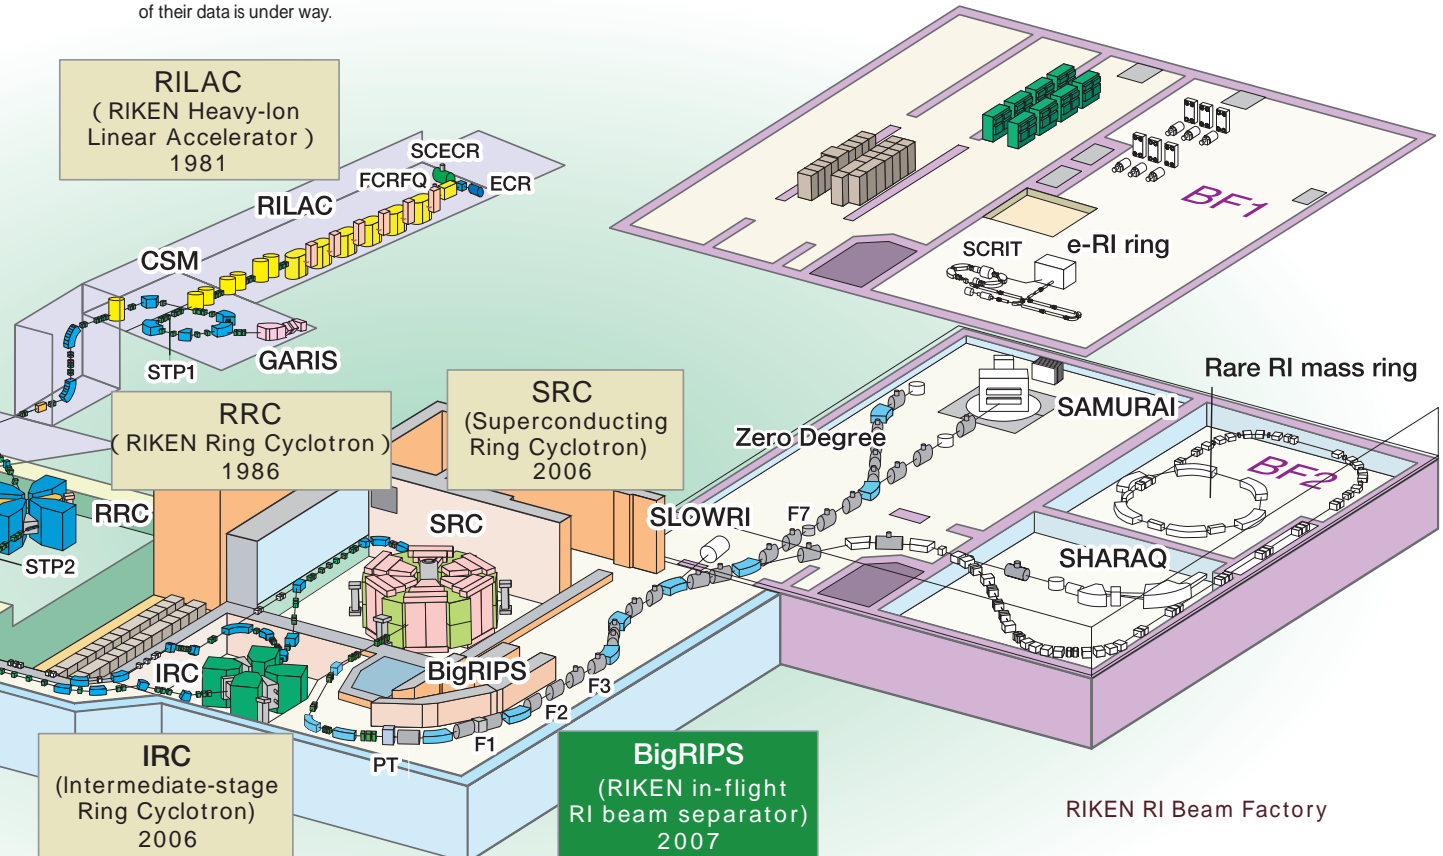 of their data is under way.
RILAC
( RIKEN Heavy-Ion
Linear Accelerator )
1981
SCECR
FCRFQ
ECR
RILAC
CSM
STP1
GARIS
BF1
SCRIT
e-RI ring
RRC
( RIKEN Ring Cyclotron )
1986
SRC
(Superconducting
Ring Cyclotron)
2006
Rare RI mass ring
SAMURAI
Zero Degree
BF2
RRC
STP2
SRC
SLOWRI
F7
SHARAQ
IRC
BigRIPS
F3
F2
F1
PT
IRC
(Intermediate-stage
Ring Cyclotron)
2006
BigRIPS
(RIKEN in-flight
RI beam separator)
2007
RIKEN RI Beam Factory